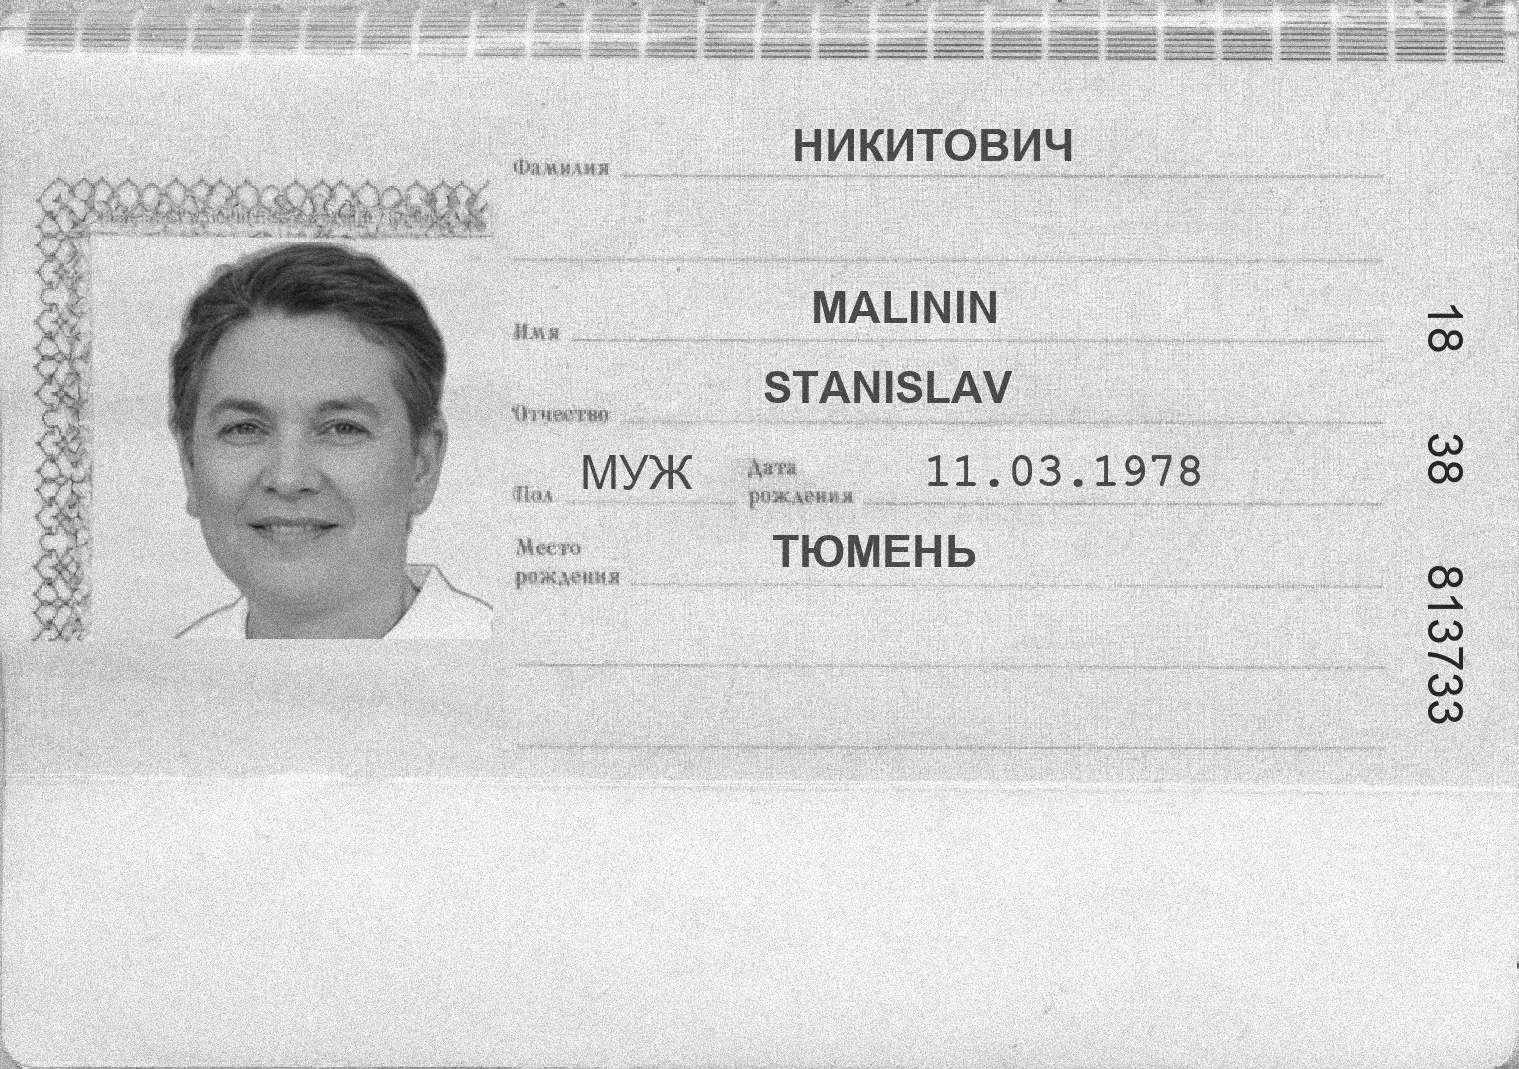 Фамилия НИКИТОВИЧ
Имя MALININ
Отчество STANISLAV
Пол МУЖ Дата рождения 11.03.1978
Место рождения ТЮМЕНЬ
18 38 813733